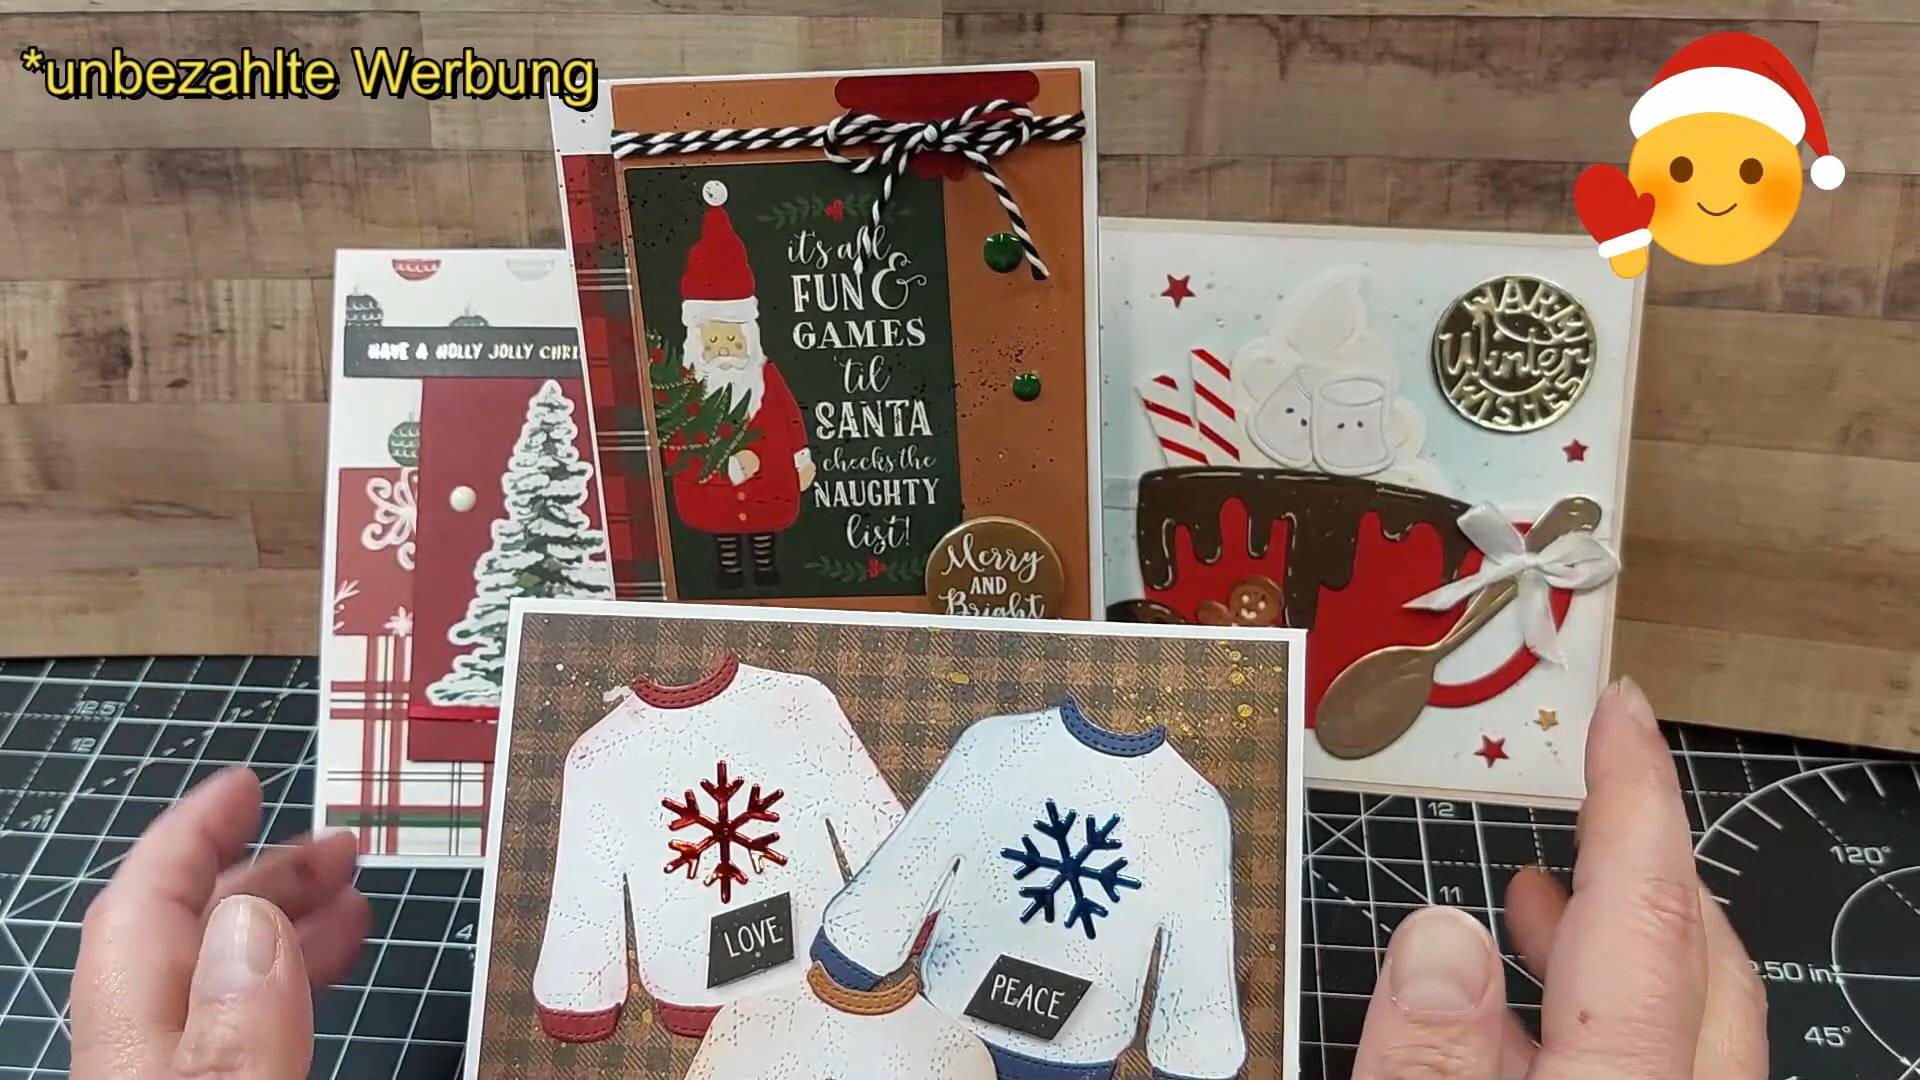 *unbezahlte Werbung
it's all
FUN &
GAMES
'til
SANTA
checks the
NAUGHTY
list!
Merry
AND
Bright
WARM
Winter
WISHES
HAVE A HOLLY JOLLY CHRI
LOVE
PEACE
12.5
12
11
4
12
11
120°
2.50 in
45°